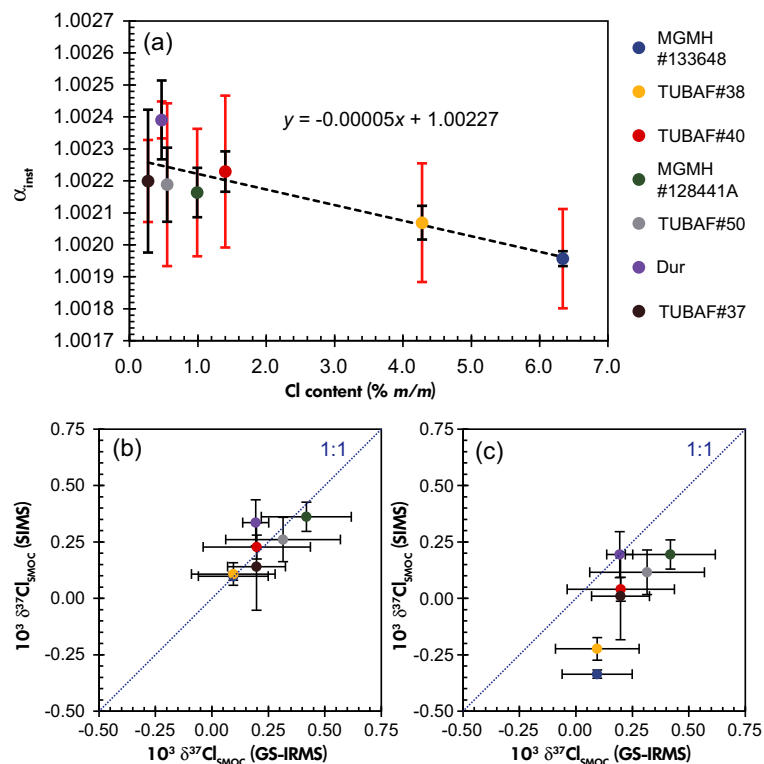 (a)
y = -0.00005x + 1.00227
α_inst
1.0027
1.0026
1.0025
1.0024
1.0023
1.0022
1.0021
1.0020
1.0019
1.0018
1.0017
0.0
1.0
2.0
3.0
4.0
5.0
6.0
7.0
Cl content (% m/m)
MGMH
#133648
TUBAF#38
TUBAF#40
MGMH
#128441A
TUBAF#50
Dur
TUBAF#37
(b)
1:1
10³ δ³⁷Cl_SMOC (SIMS)
0.75
0.50
0.25
0.00
-0.25
-0.50
-0.50
-0.25
0.00
0.25
0.50
0.75
10³ δ³⁷Cl_SMOC (GS-IRMS)
(c)
1:1
10³ δ³⁷Cl_SMOC (SIMS)
0.75
0.50
0.25
0.00
-0.25
-0.50
-0.50
-0.25
0.00
0.25
0.50
0.75
10³ δ³⁷Cl_SMOC (GS-IRMS)